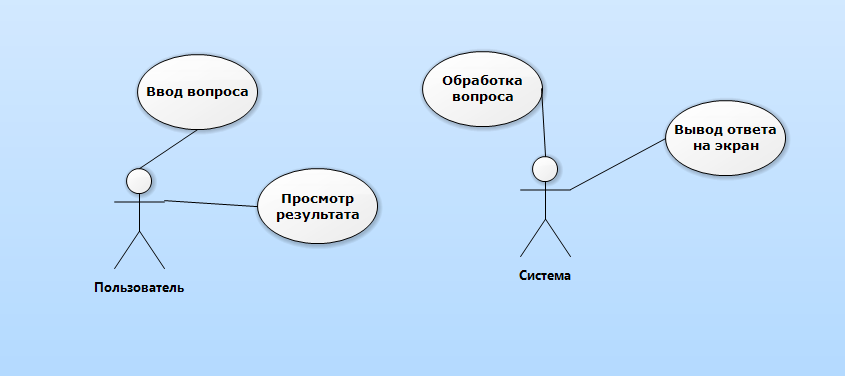 Ввод вопроса
Просмотр
результата
Пользователь
Обработка
вопроса
Вывод ответа
на экран
Система